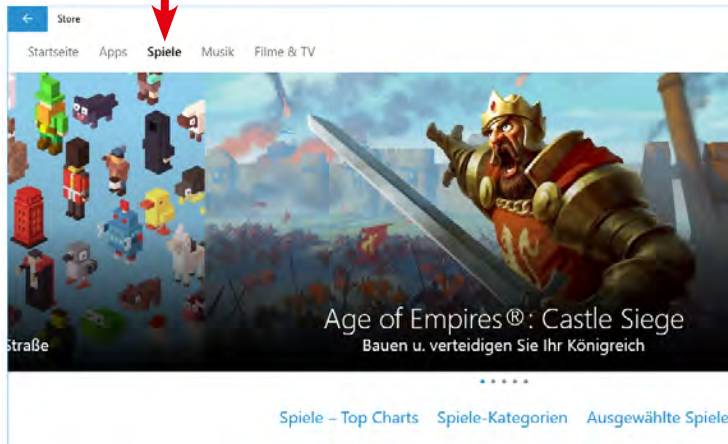 Store
Startseite Apps Spiele Musik Filme & TV
Age of Empires®: Castle Siege
Straße
Bauen u. verteidigen Sie Ihr Königreich
Spiele – Top Charts Spiele-Kategorien Ausgewählte Spiele